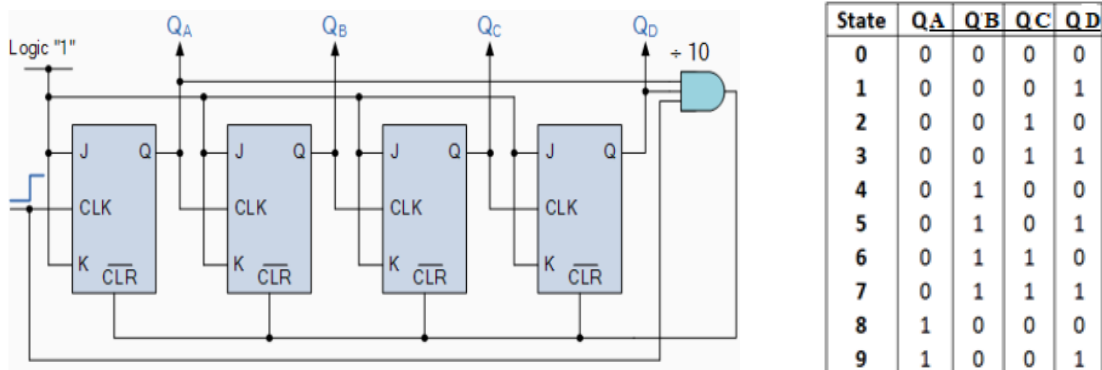 QA QB QC QD
Logic "1"
÷ 10
J Q J Q J Q J Q
CLK CLK CLK CLK
K CLR K CLR K CLR K CLR
State QA QB QC QD
0 0 0 0 0
1 0 0 0 1
2 0 0 1 0
3 0 0 1 1
4 0 1 0 0
5 0 1 0 1
6 0 1 1 0
7 0 1 1 1
8 1 0 0 0
9 1 0 0 1